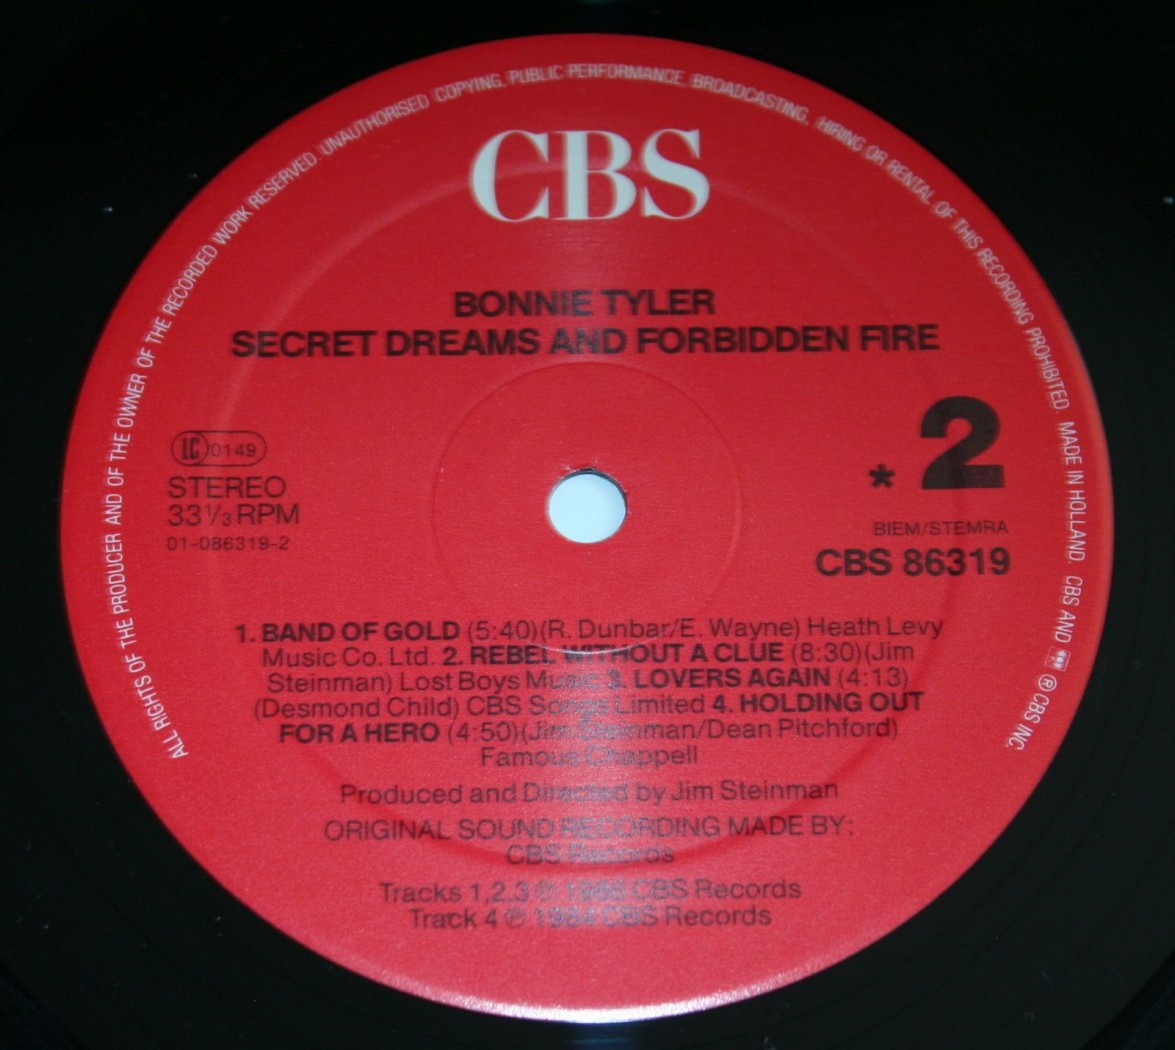 ALL RIGHTS OF THE PRODUCER AND OF THE OWNER OF THE RECORDED WORK RESERVED. UNAUTHORISED COPYING, PUBLIC PERFORMANCE, BROADCASTING, HIRING OR RENTAL OF THIS RECORDING PROHIBITED. MADE IN HOLLAND. CBS AND ℗ CBS INC.
CBS
BONNIE TYLER
SECRET DREAMS AND FORBIDDEN FIRE
LC 0149
STEREO
33⅓ RPM
01-086319-2
* 2
BIEM/STEMRA
CBS 86319
1. BAND OF GOLD (5:40)(R. Dunbar/E. Wayne) Heath Levy
Music Co. Ltd. 2. REBEL WITHOUT A CLUE (8:30)(Jim
Steinman) Lost Boys Music 3. LOVERS AGAIN (4:13)
(Desmond Child) CBS Songs Limited 4. HOLDING OUT
FOR A HERO (4:50)(Jim Steinman/Dean Pitchford)
Famous Chappell
Produced and Directed by Jim Steinman
ORIGINAL SOUND RECORDING MADE BY:
CBS Records
Tracks 1,2,3 ℗ 1986 CBS Records
Track 4 ℗ 1984 CBS Records